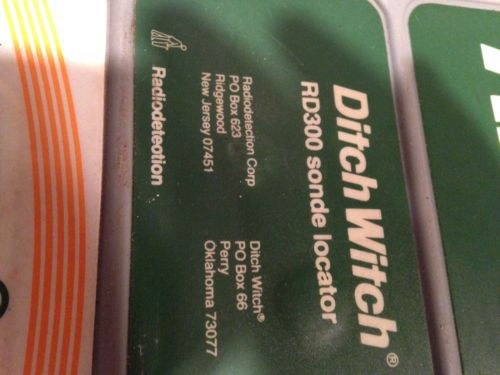 Ditch Witch®
RD300 sonde locator
Radiodetection Corp
PO Box 623
Ridgewood
New Jersey 07451
Ditch Witch®
PO Box 66
Perry
Oklahoma 73077
Radiodetection